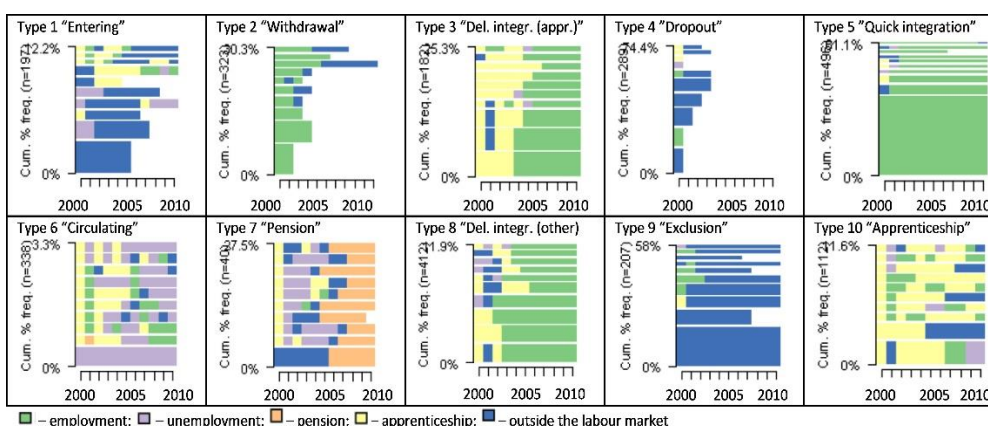 Type 1 "Entering"
Cum. % freq. (n=197)
0%
2000 2005 2010
Type 2 "Withdrawal"
30.3%
Cum. % freq. (n=323)
0%
2000 2005 2010
Type 3 "Del. integr. (appr.)"
25.3%
Cum. % freq. (n=182)
0%
2000 2005 2010
Type 4 "Dropout"
Cum. % freq. (n=289)
0%
2000 2005 2010
Type 5 "Quick integration"
Cum. % freq. (n=496)
0%
2000 2005 2010
Type 6 "Circulating"
3.3%
Cum. % freq. (n=338)
0%
2000 2005 2010
Type 7 "Pension"
37.5%
Cum. % freq. (n=40)
0%
2000 2005 2010
Type 8 "Del. integr. (other)
Cum. % freq. (n=412)
0%
2000 2005 2010
Type 9 "Exclusion"
58%
Cum. % freq. (n=207)
0%
2000 2005 2010
Type 10 "Apprenticeship"
Cum. % freq. (n=112)
0%
2000 2005 2010
– employment; – unemployment; – pension; – apprenticeship; – outside the labour market